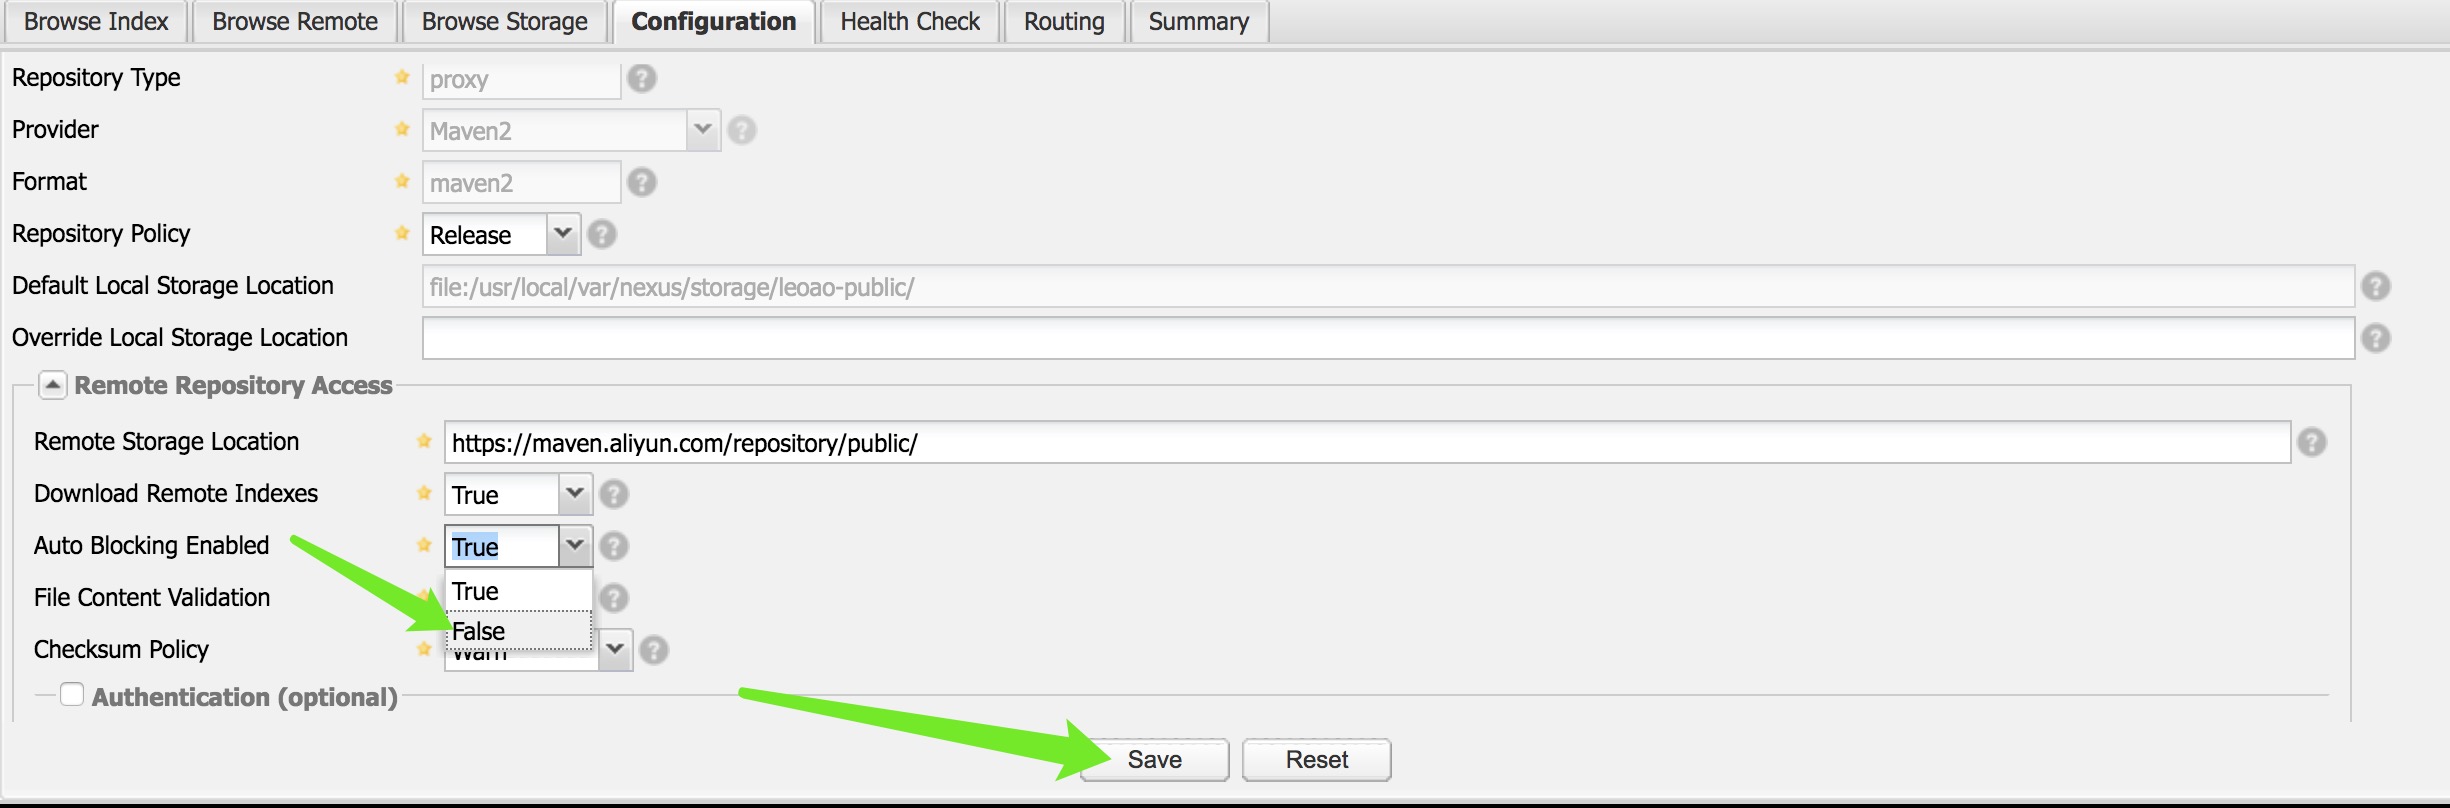 Browse Index Browse Remote Browse Storage Configuration Health Check Routing Summary
Repository Type proxy
Provider Maven2
Format maven2
Repository Policy Release
Default Local Storage Location file:/usr/local/var/nexus/storage/leoao-public/
Override Local Storage Location
Remote Repository Access
Remote Storage Location https://maven.aliyun.com/repository/public/
Download Remote Indexes True
Auto Blocking Enabled True
True
File Content Validation
False
Checksum Policy Warn
Authentication (optional)
Save Reset